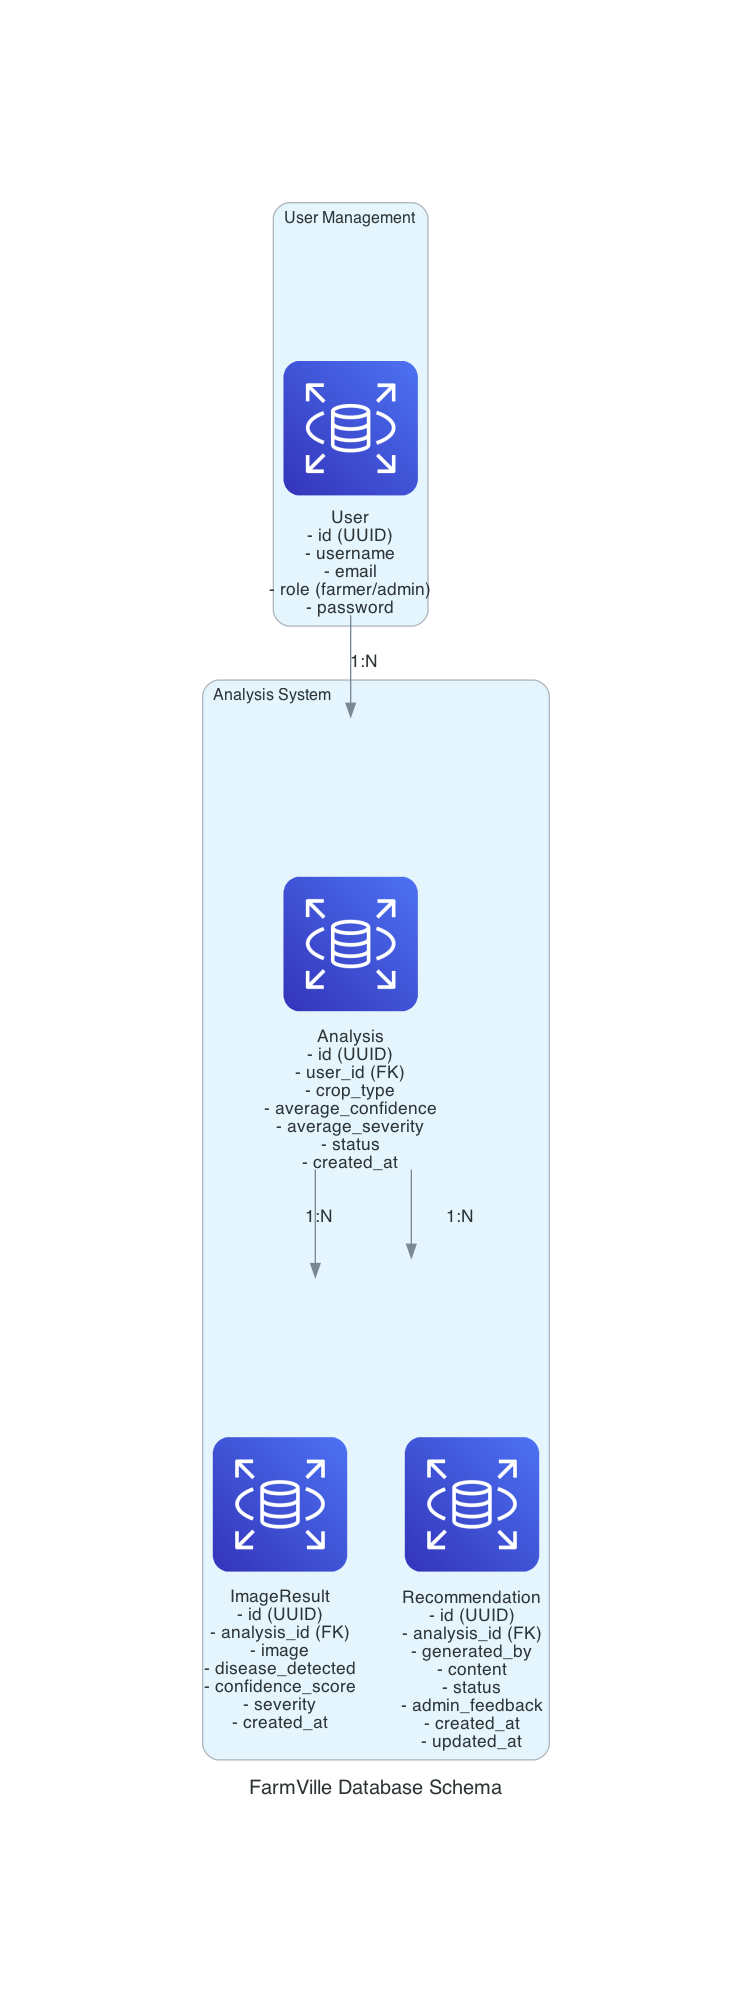 User Management
User
- id (UUID)
- username
- email
- role (farmer/admin)
- password
1:N
Analysis System
Analysis
- id (UUID)
- user_id (FK)
- crop_type
- average_confidence
- average_severity
- status
- created_at
1:N
1:N
ImageResult
- id (UUID)
- analysis_id (FK)
- image
- disease_detected
- confidence_score
- severity
- created_at
Recommendation
- id (UUID)
- analysis_id (FK)
- generated_by
- content
- status
- admin_feedback
- created_at
- updated_at
FarmVille Database Schema